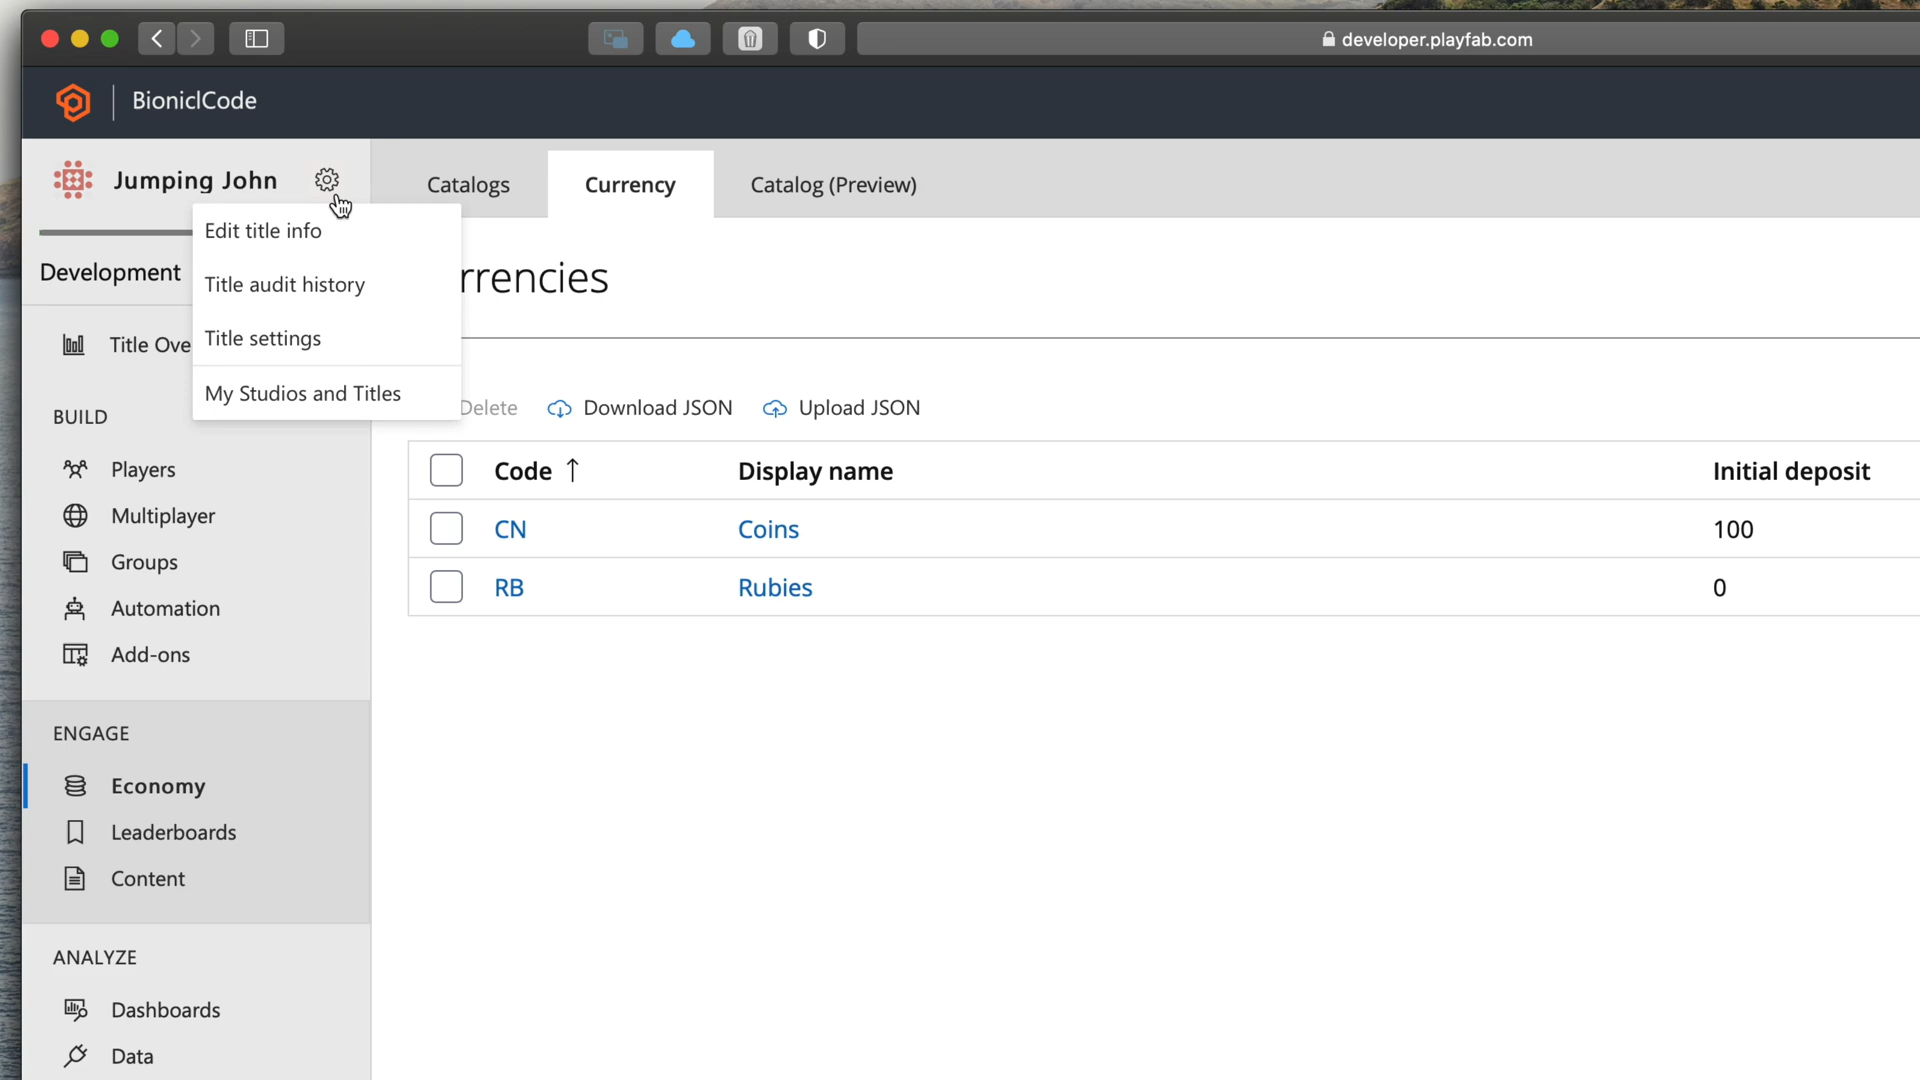 developer.playfab.com
BioniclCode
Jumping John
Catalogs
Currency
Catalog (Preview)
Edit title info
Title audit history
Title settings
My Studios and Titles
Development
Title Ove
rrencies
Delete
Download JSON
Upload JSON
Code ↑
Display name
Initial deposit
CN
Coins
100
RB
Rubies
0
BUILD
Players
Multiplayer
Groups
Automation
Add-ons
ENGAGE
Economy
Leaderboards
Content
ANALYZE
Dashboards
Data